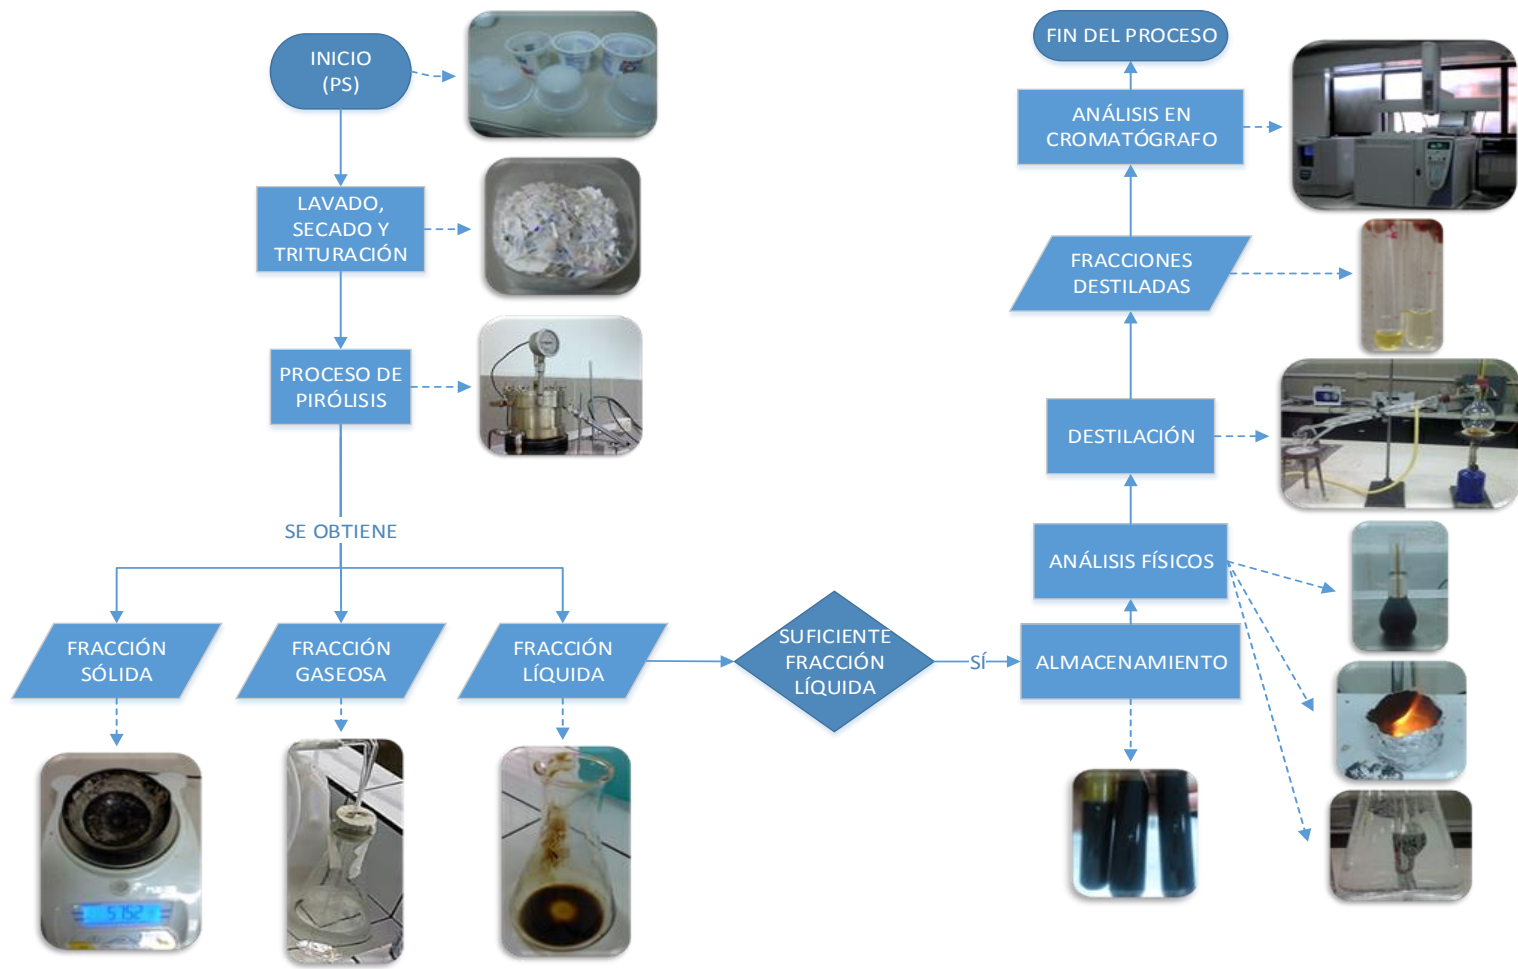 INICIO
(PS)
LAVADO,
SECADO Y
TRITURACIÓN
PROCESO DE
PIRÓLISIS
SE OBTIENE
FRACCIÓN
SÓLIDA
FRACCIÓN
GASEOSA
FRACCIÓN
LÍQUIDA
SUFICIENTE
FRACCIÓN
LÍQUIDA
SÍ
ALMACENAMIENTO
ANÁLISIS FÍSICOS
DESTILACIÓN
FRACCIONES
DESTILADAS
ANÁLISIS EN
CROMATÓGRAFO
FIN DEL PROCESO